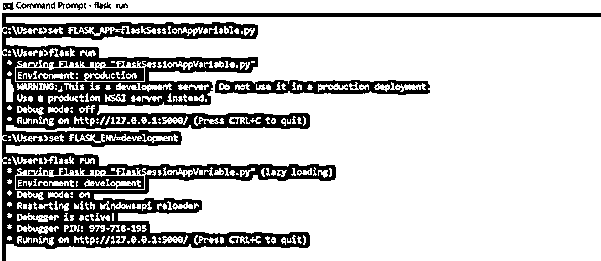 Command Prompt - flask run
C:\Users>set FLASK_APP=FlaskSessionAppVariable.py
C:\Users>flask run
* Serving Flask app "FlaskSessionAppVariable.py"
* Environment: production
WARNING: This is a development server. Do not use it in a production deployment.
Use a production WSGI server instead.
* Debug mode: off
* Running on http://127.0.0.1:5000/ (Press CTRL+C to quit)
C:\Users>set FLASK_ENV=development
C:\Users>flask run
* Serving Flask app "FlaskSessionAppVariable.py" (lazy loading)
* Environment: development
* Debug mode: on
* Restarting with windowsapi reloader
* Debugger is active!
* Debugger PIN: 979-716-195
* Running on http://127.0.0.1:5000/ (Press CTRL+C to quit)